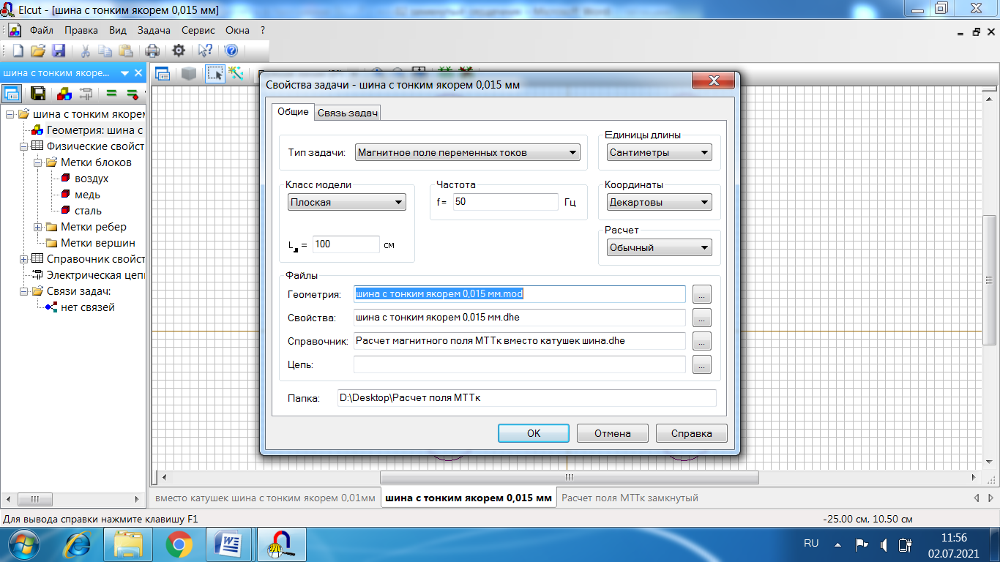 Elcut - [шина с тонким якорем 0,015 мм]
Файл Правка Вид Задача Сервис Окна ?
шина с тонким якоре...
шина с тонким якорем
Геометрия: шина с
Физические свойст
Метки блоков
воздух
медь
сталь
Метки ребер
Метки вершин
Справочник свойст
Электрическая цепь
Связи задач:
нет связей
Свойства задачи - шина с тонким якорем 0,015 мм
Общие Связь задач
Тип задачи: Магнитное поле переменных токов
Единицы длины
Сантиметры
Класс модели
Плоская
L = 100 см
Частота
f = 50 Гц
Координаты
Декартовы
Расчет
Обычный
Файлы
Геометрия: шина с тонким якорем 0,015 мм.mod ...
Свойства: шина с тонким якорем 0,015 мм.dhe ...
Справочник: Расчет магнитного поля МТТк вместо катушек шина.dhe ...
Цепь: ...
Папка: D:\Desktop\Расчет поля МТТк
OK Отмена Справка
вместо катушек шина с тонким якорем 0,01мм шина с тонким якорем 0,015 мм Расчет поля МТТк замкнутый
Для вывода справки нажмите клавишу F1 -25.00 см, 10.50 см
RU 11:56
02.07.2021